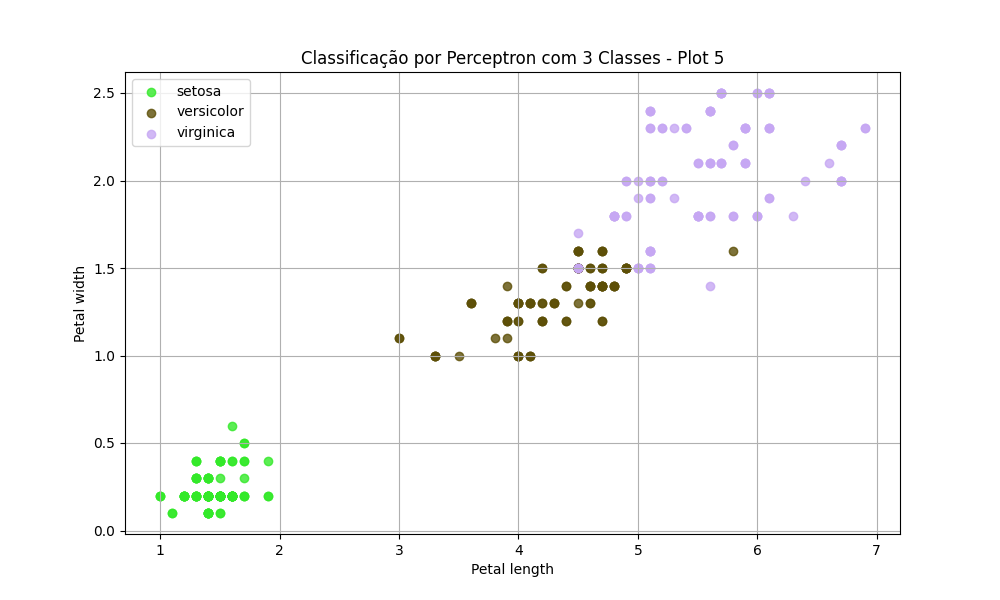 Classificação por Perceptron com 3 Classes - Plot 5
setosa
versicolor
virginica
2.5
2.0
1.5
1.0
0.5
0.0
Petal width
1 2 3 4 5 6 7
Petal length